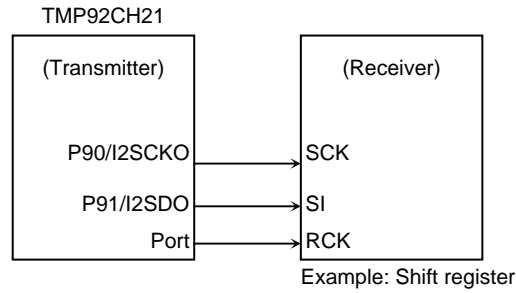 TMP92CH21
(Transmitter)
(Receiver)
P90/I2SCKO
SCK
P91/I2SDO
SI
Port
RCK
Example: Shift register